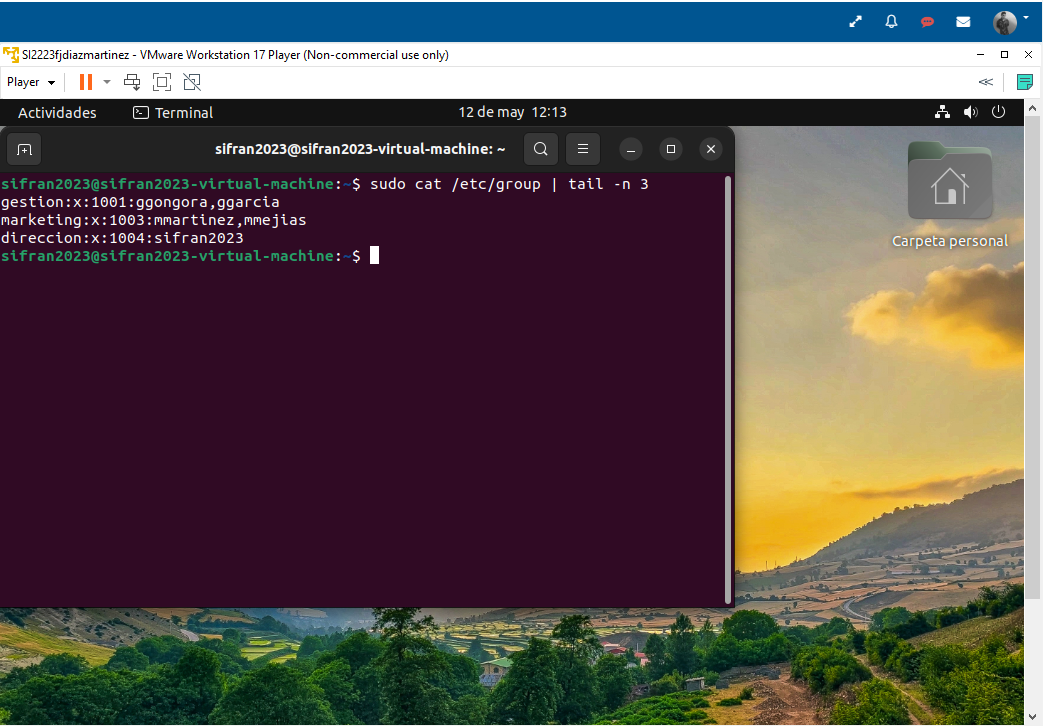 SI2223fjdiazmartinez - VMware Workstation 17 Player (Non-commercial use only)
Player
Actividades
Terminal
12 de may 12:13
sifran2023@sifran2023-virtual-machine: ~
sifran2023@sifran2023-virtual-machine:~$ sudo cat /etc/group | tail -n 3
gestion:x:1001:ggongora,ggarcia
marketing:x:1003:mmartinez,mmejias
direccion:x:1004:sifran2023
sifran2023@sifran2023-virtual-machine:~$
Carpeta personal